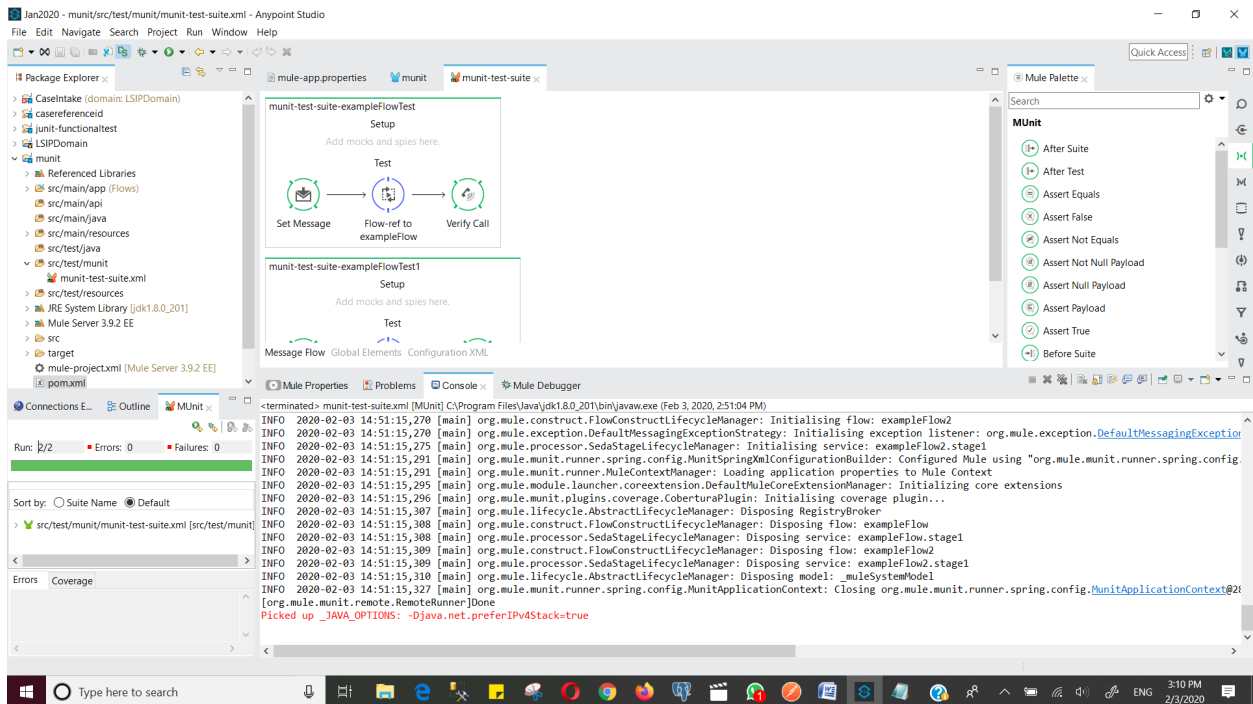 Jan2020 - munit/src/test/munit/munit-test-suite.xml - Anypoint Studio
File Edit Navigate Search Project Run Window Help
Quick Access
Package Explorer
CaseIntake (domain: LSIPDomain)
casereferenceid
junit-functionaltest
LSIPDomain
munit
Referenced Libraries
src/main/app (Flows)
src/main/api
src/main/java
src/main/resources
src/test/java
src/test/munit
munit-test-suite.xml
src/test/resources
JRE System Library [jdk1.8.0_201]
Mule Server 3.9.2 EE
src
target
mule-project.xml [Mule Server 3.9.2 EE]
pom.xml
mule-app.properties munit munit-test-suite
munit-test-suite-exampleFlowTest
Setup
Add mocks and spies here.
Test
Set Message Flow-ref to exampleFlow Verify Call
munit-test-suite-exampleFlowTest1
Setup
Add mocks and spies here.
Test
Message Flow Global Elements Configuration XML
Mule Palette
Search
MUnit
After Suite
After Test
Assert Equals
Assert False
Assert Not Equals
Assert Not Null Payload
Assert Null Payload
Assert Payload
Assert True
Before Suite
Connections E... Outline MUnit
Run: 2/2 Errors: 0 Failures: 0
Sort by: Suite Name Default
src/test/munit/munit-test-suite.xml [src/test/munit]
Errors Coverage
Mule Properties Problems Console Mule Debugger
<terminated> munit-test-suite.xml [MUnit] C:\Program Files\Java\jdk1.8.0_201\bin\javaw.exe (Feb 3, 2020, 2:51:04 PM)
INFO 2020-02-03 14:51:15,270 [main] org.mule.construct.FlowConstructLifecycleManager: Initialising flow: exampleFlow2
INFO 2020-02-03 14:51:15,270 [main] org.mule.exception.DefaultMessagingExceptionStrategy: Initialising exception listener: org.mule.exception.DefaultMessagingException
INFO 2020-02-03 14:51:15,275 [main] org.mule.processor.SedaStageLifecycleManager: Initialising service: exampleFlow2.stage1
INFO 2020-02-03 14:51:15,291 [main] org.mule.munit.runner.spring.config.MunitSpringXmlConfigurationBuilder: Configured Mule using "org.mule.munit.runner.spring.config.
INFO 2020-02-03 14:51:15,291 [main] org.mule.munit.runner.MuleContextManager: Loading application properties to Mule Context
INFO 2020-02-03 14:51:15,295 [main] org.mule.module.launcher.coreextension.DefaultMuleCoreExtensionManager: Initializing core extensions
INFO 2020-02-03 14:51:15,296 [main] org.mule.munit.plugins.coverage.CoberturaPlugin: Initialising coverage plugin...
INFO 2020-02-03 14:51:15,307 [main] org.mule.lifecycle.AbstractLifecycleManager: Disposing RegistryBroker
INFO 2020-02-03 14:51:15,308 [main] org.mule.construct.FlowConstructLifecycleManager: Disposing flow: exampleFlow
INFO 2020-02-03 14:51:15,308 [main] org.mule.processor.SedaStageLifecycleManager: Disposing service: exampleFlow.stage1
INFO 2020-02-03 14:51:15,309 [main] org.mule.construct.FlowConstructLifecycleManager: Disposing flow: exampleFlow2
INFO 2020-02-03 14:51:15,309 [main] org.mule.processor.SedaStageLifecycleManager: Disposing service: exampleFlow2.stage1
INFO 2020-02-03 14:51:15,310 [main] org.mule.lifecycle.AbstractLifecycleManager: Disposing model: _muleSystemModel
INFO 2020-02-03 14:51:15,327 [main] org.mule.munit.runner.spring.config.MunitApplicationContext: Closing org.mule.munit.runner.spring.config.MunitApplicationContext@28
[org.mule.munit.remote.RemoteRunner]Done
Picked up _JAVA_OPTIONS: -Djava.net.preferIPv4Stack=true
Type here to search
1
ENG
3:10 PM
2/3/2020